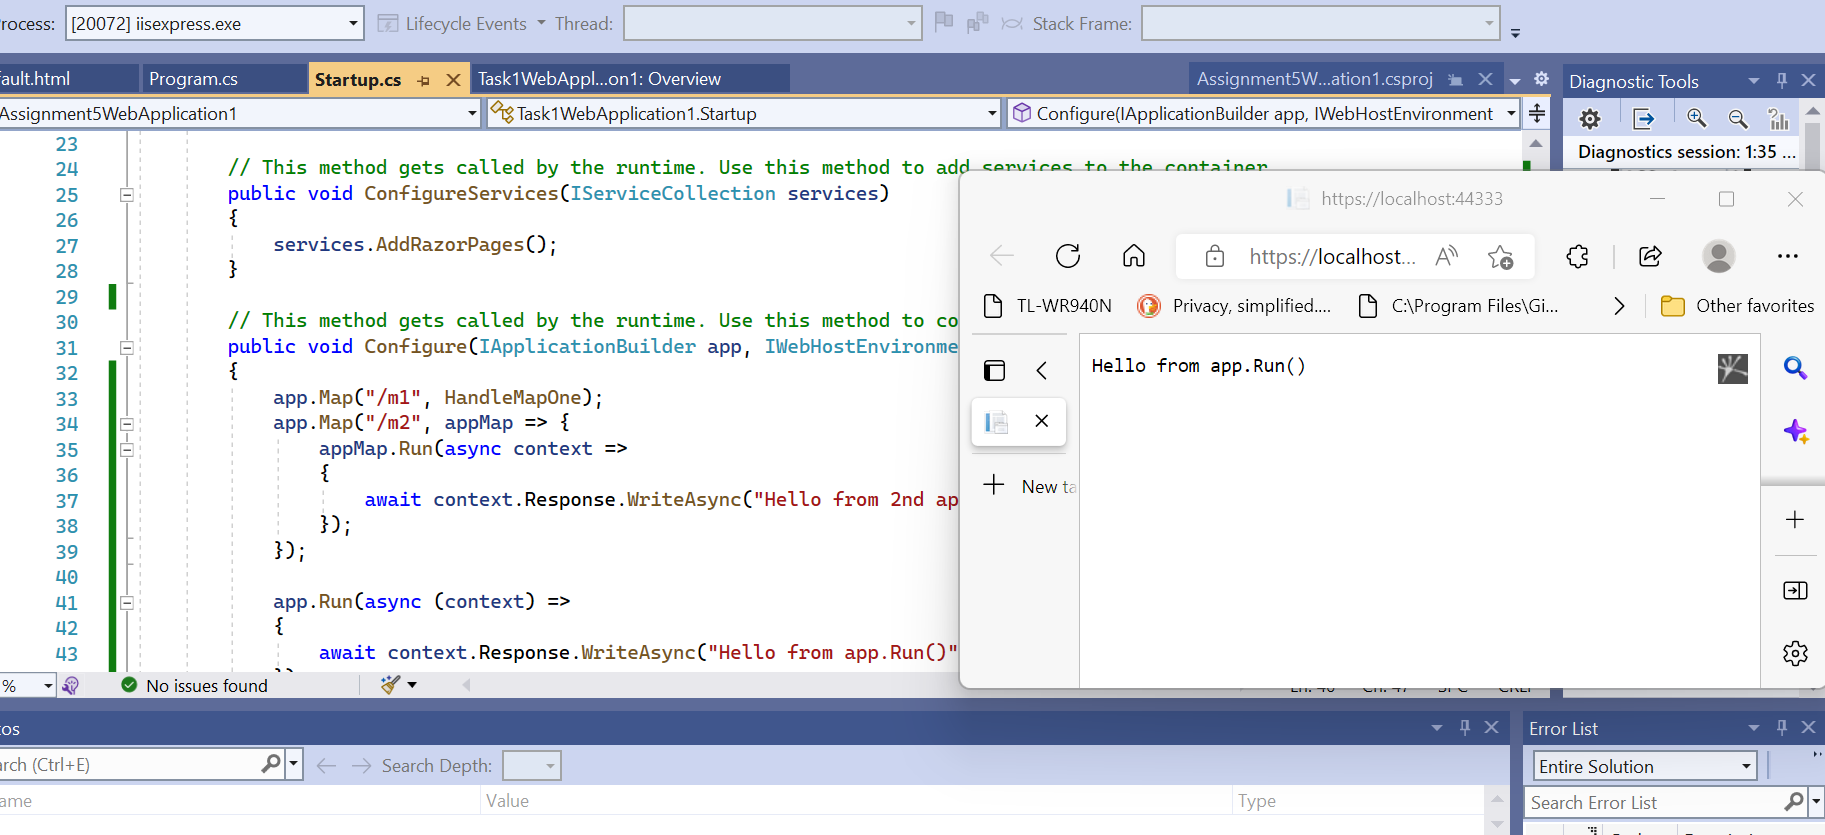 rocess: [20072] iisexpress.exe Lifecycle Events Thread: Stack Frame:
ault.html Program.cs Startup.cs Task1WebAppl...on1: Overview Assignment5W...ation1.csproj Diagnostic Tools
Assignment5WebApplication1 Task1WebApplication1.Startup Configure(IApplicationBuilder app, IWebHostEnvironment
Diagnostics session: 1:35 ...
23
24 // This method gets called by the runtime. Use this method to add services to the container
25 public void ConfigureServices(IServiceCollection services)
26 {
27 services.AddRazorPages();
28 }
29
30 // This method gets called by the runtime. Use this method to co
31 public void Configure(IApplicationBuilder app, IWebHostEnvironme
32 {
33 app.Map("/m1", HandleMapOne);
34 app.Map("/m2", appMap => {
35 appMap.Run(async context =>
36 {
37 await context.Response.WriteAsync("Hello from 2nd ap
38 });
39 });
40
41 app.Run(async (context) =>
42 {
43 await context.Response.WriteAsync("Hello from app.Run()"
https://localhost:44333
https://localhost...
TL-WR940N Privacy, simplified.... C:\Program Files\Gi... Other favorites
Hello from app.Run()
New ta
% No issues found
os
rch (Ctrl+E) Search Depth:
ame Value Type
Error List
Entire Solution
Search Error List